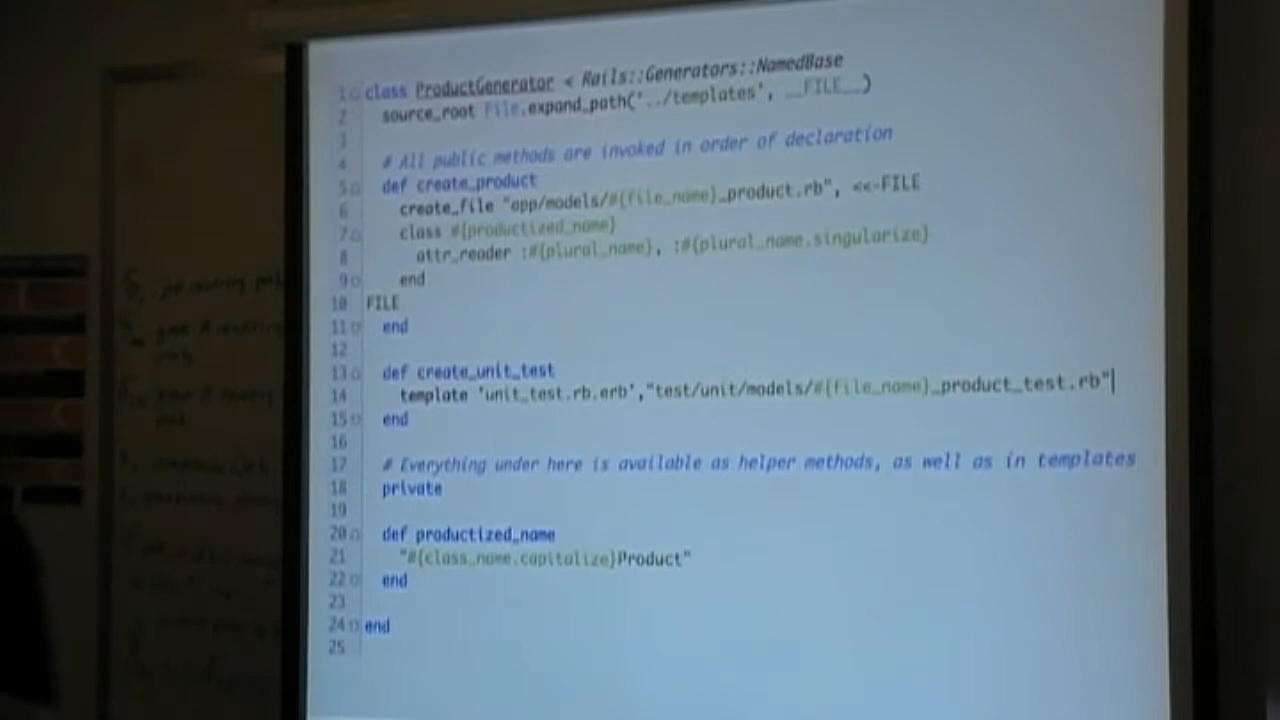 1 class ProductGenerator < Rails::Generators::NamedBase
2 source_root File.expand_path('../templates', __FILE__)
3
4 # All public methods are invoked in order of declaration
5 def create_product
6 create_file "app/models/#{file_name}_product.rb", <<-FILE
7 class #{productized_name}
8 attr_reader :#{plural_name}, :#{plural_name.singularize}
9 end
10 FILE
11 end
12
13 def create_unit_test
14 template 'unit_test.rb.erb',"test/unit/models/#{file_name}_product_test.rb"
15 end
16
17 # Everything under here is available as helper methods, as well as in templates
18 private
19
20 def productized_name
21 "#{class_name.capitalize}Product"
22 end
23
24 end
25